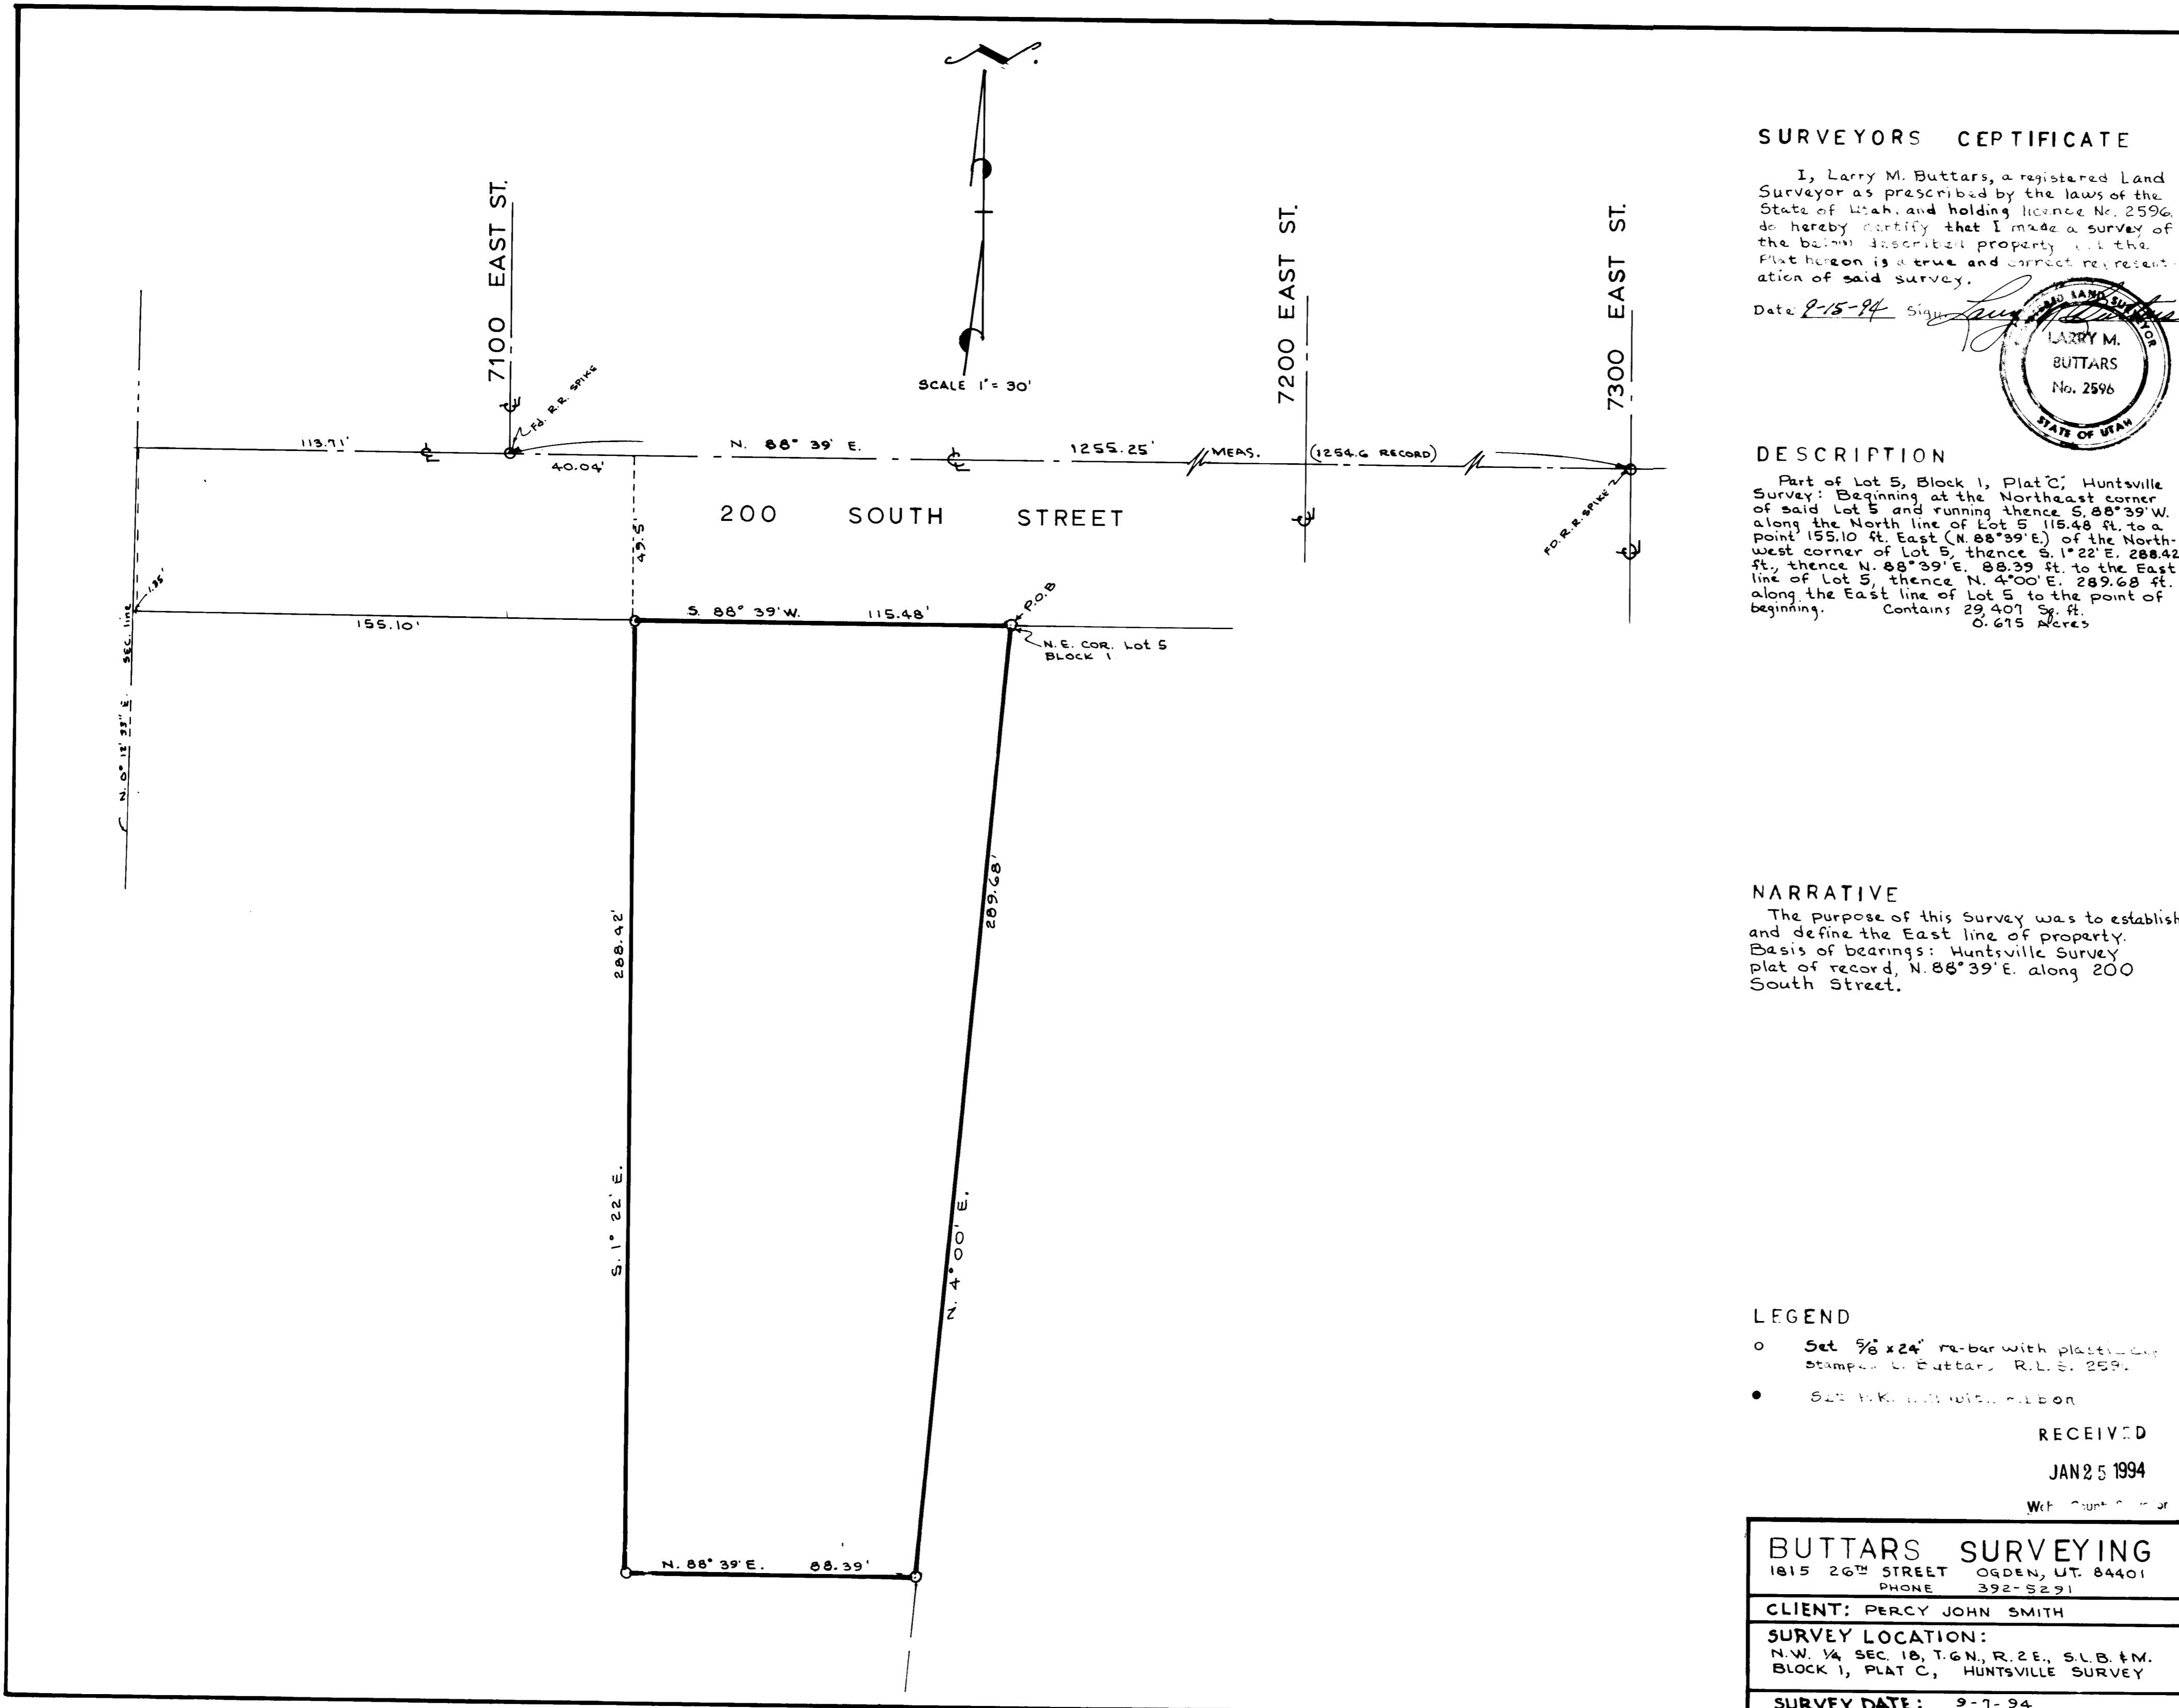 N.
SCALE 1" = 30'
7100 EAST ST.
7200 EAST ST.
7300 EAST ST.
Fd. R.R. SPIKE
113.71'
40.04'
N. 88° 39' E.
1255.25'
MEAS.
(1254.6 RECORD)
FD. R.R. SPIKE
200 SOUTH STREET
49.5'
1.35'
SEC. line
N. 0° 12' 33" E.
155.10'
S. 88° 39' W. 115.48'
P.O.B
N.E. COR. Lot 5
BLOCK 1
288.42'
S. 1° 22' E.
289.68'
N. 4° 00' E.
N. 88° 39' E. 88.39'
SURVEYORS CEPTIFICATE
I, Larry M. Buttars, a registered Land
Surveyor as prescribed by the laws of the
State of Utah, and holding licence No. 2596,
do hereby certify that I made a survey of
the below described property the
Plat hereon is a true and correct represent-
ation of said survey.
Date 9-15-94 Sign
LAND SURVEYOR
LARRY M.
BUTTARS
No. 2596
STATE OF UTAH
DESCRIPTION
Part of Lot 5, Block 1, Plat "C", Huntsville
Survey: Beginning at the Northeast corner
of said Lot 5 and running thence S. 88°39' W.
along the North line of Lot 5 115.48 ft. to a
point 155.10 ft. East (N. 88°39' E.) of the North-
west corner of Lot 5, thence S. 1°22' E. 288.42
ft., thence N. 88°39' E. 88.39 ft. to the East
line of Lot 5, thence N. 4°00' E. 289.68 ft.
along the East line of Lot 5 to the point of
beginning. Contains 29,407 Sq. ft.
0.675 Acres
NARRATIVE
The purpose of this Survey was to establish
and define the East line of property.
Basis of bearings: Huntsville Survey
plat of record, N. 88°39' E. along 200
South Street.
LEGEND
Set 5/8" x 24" re-bar with plastic
R.L.S.
RECEIVED
JAN 25 1994
BUTTARS SURVEYING
1815 26TH STREET OGDEN, UT. 84401
PHONE 392-5291
CLIENT: PERCY JOHN SMITH
SURVEY LOCATION:
N.W. 1/4 SEC. 18, T. 6 N., R. 2 E., S.L.B. & M.
BLOCK 1, PLAT C, HUNTSVILLE SURVEY
SURVEY DATE: 9-7-94